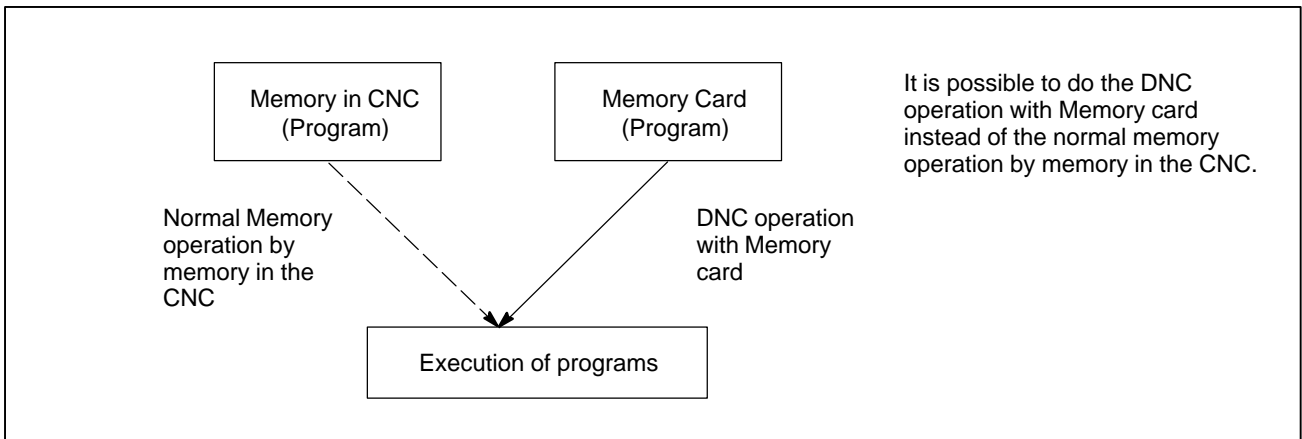 Memory in CNC
(Program)
Memory Card
(Program)
It is possible to do the DNC
operation with Memory card
instead of the normal memory
operation by memory in the CNC.
Normal Memory
operation by
memory in the
CNC
DNC operation
with Memory
card
Execution of programs